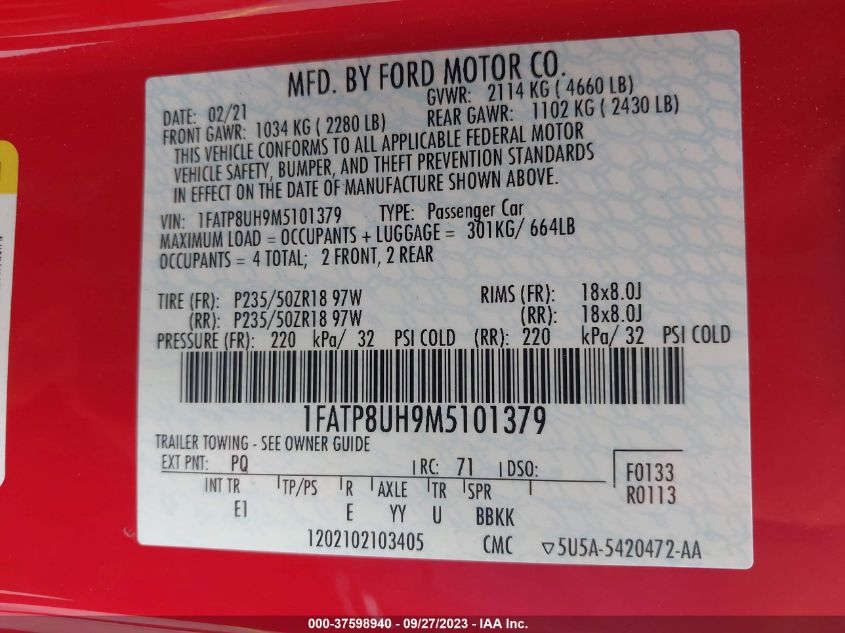 MFD. BY FORD MOTOR CO.
DATE: 02/21 GVWR: 2114 KG ( 4660 LB)
FRONT GAWR: 1034 KG ( 2280 LB) REAR GAWR: 1102 KG ( 2430 LB)
THIS VEHICLE CONFORMS TO ALL APPLICABLE FEDERAL MOTOR
VEHICLE SAFETY, BUMPER, AND THEFT PREVENTION STANDARDS
IN EFFECT ON THE DATE OF MANUFACTURE SHOWN ABOVE.
VIN: 1FATP8UH9M5101379 TYPE: Passenger Car
MAXIMUM LOAD = OCCUPANTS + LUGGAGE = 301KG/ 664LB
OCCUPANTS = 4 TOTAL; 2 FRONT, 2 REAR
TIRE (FR): P235/50ZR18 97W RIMS (FR): 18x8.0J
(RR): P235/50ZR18 97W (RR): 18x8.0J
PRESSURE (FR): 220 kPa/ 32 PSI COLD (RR): 220 kPa/ 32 PSI COLD
1FATP8UH9M5101379
TRAILER TOWING - SEE OWNER GUIDE
EXT PNT: PQ RC: 71 DSO: F0133
R0113
INT TR TP/PS R AXLE TR SPR
E1 E YY U BBKK
1202102103405 CMC ▽5U5A-5420472-AA
000-37598940 — 09/27/2023 — IAA Inc.